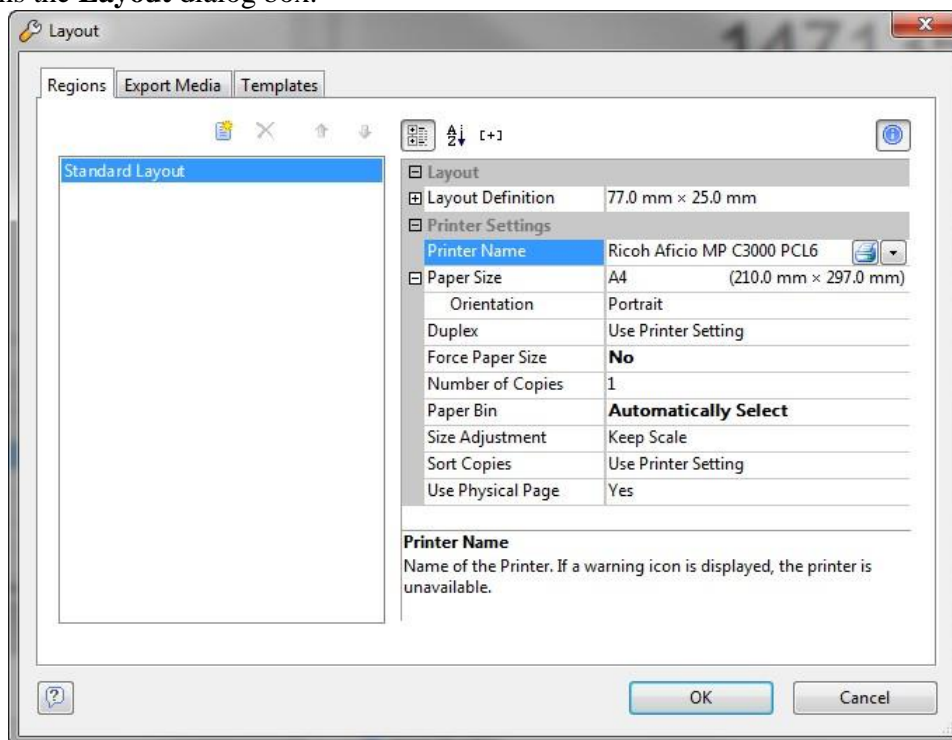 ns the Layout dialog box.
Layout
1471
Regions Export Media Templates
A Z [+]
Standard Layout
Layout
Layout Definition 77.0 mm × 25.0 mm
Printer Settings
Printer Name Ricoh Aficio MP C3000 PCL6
Paper Size A4 (210.0 mm × 297.0 mm)
Orientation Portrait
Duplex Use Printer Setting
Force Paper Size No
Number of Copies 1
Paper Bin Automatically Select
Size Adjustment Keep Scale
Sort Copies Use Printer Setting
Use Physical Page Yes
Printer Name
Name of the Printer. If a warning icon is displayed, the printer is
unavailable.
OK Cancel